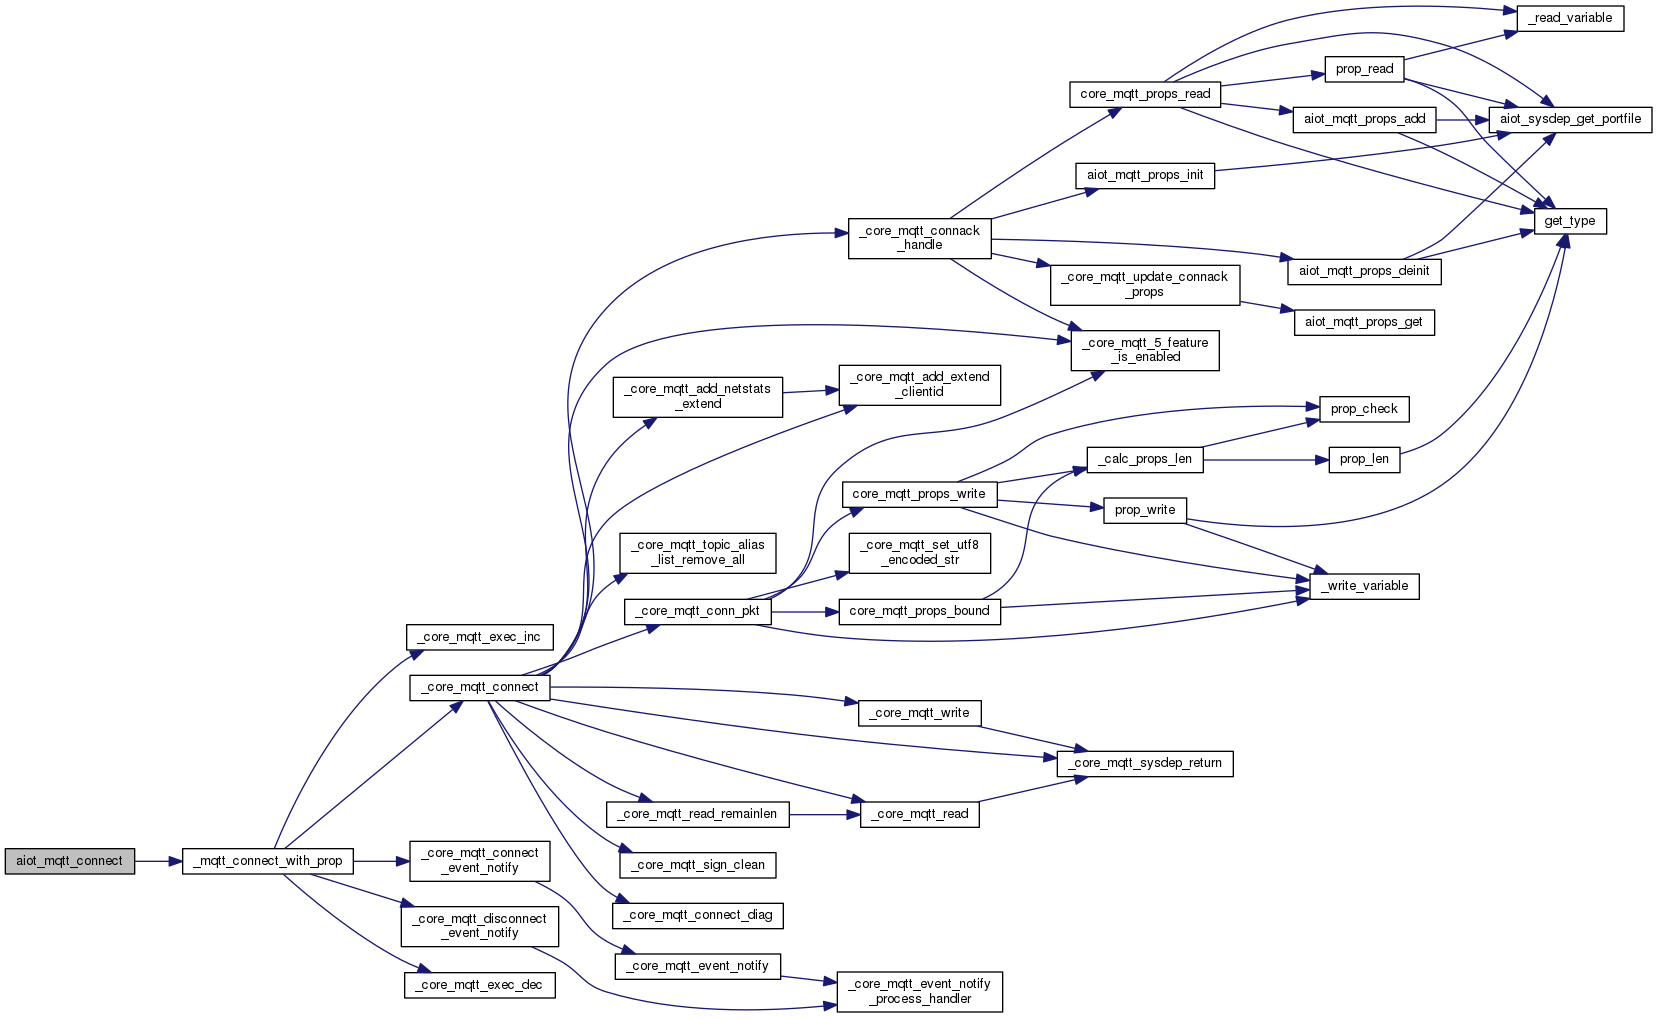 _read_variable
prop_read
core_mqtt_props_read
aiot_mqtt_props_add
aiot_sysdep_get_portfile
aiot_mqtt_props_init
get_type
_core_mqtt_connack
_handle
aiot_mqtt_props_deinit
_core_mqtt_update_connack
_props
aiot_mqtt_props_get
_core_mqtt_5_feature
_is_enabled
_core_mqtt_add_netstats
_extend
_core_mqtt_add_extend
_clientid
prop_check
_calc_props_len
prop_len
core_mqtt_props_write
prop_write
_core_mqtt_topic_alias
_list_remove_all
_core_mqtt_set_utf8
_encoded_str
_write_variable
_core_mqtt_conn_pkt
core_mqtt_props_bound
_core_mqtt_exec_inc
_core_mqtt_connect
_core_mqtt_write
_core_mqtt_sysdep_return
_core_mqtt_read_remainlen
_core_mqtt_read
aiot_mqtt_connect
_mqtt_connect_with_prop
_core_mqtt_connect
_event_notify
_core_mqtt_sign_clean
_core_mqtt_disconnect
_event_notify
_core_mqtt_connect_diag
_core_mqtt_event_notify
_core_mqtt_exec_dec
_core_mqtt_event_notify
_process_handler